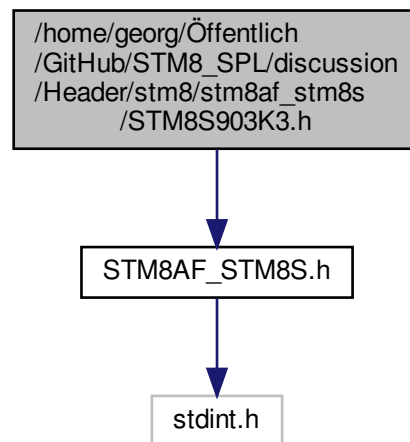 /home/georg/Öffentlich
/GitHub/STM8_SPL/discussion
/Header/stm8/stm8af_stm8s
/STM8S903K3.h
STM8AF_STM8S.h
stdint.h